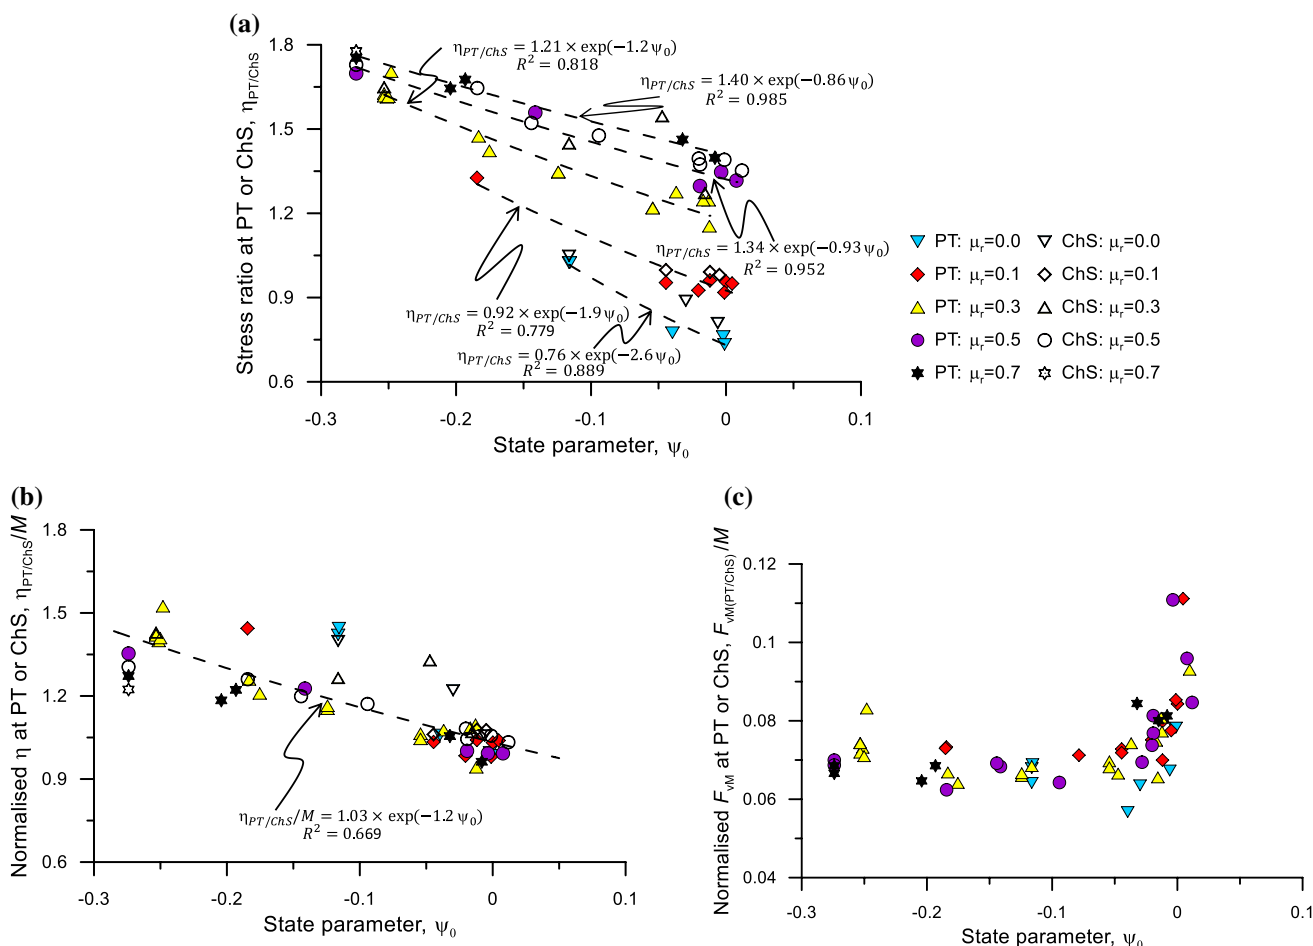 (a)
Stress ratio at PT or ChS, η_PT/ChS
1.8
1.5
1.2
0.9
0.6
-0.3
-0.2
-0.1
0
0.1
State parameter, ψ₀
η_PT/ChS = 1.21 × exp(−1.2 ψ₀)
R² = 0.818
η_PT/ChS = 1.40 × exp(−0.86 ψ₀)
R² = 0.985
η_PT/ChS = 1.34 × exp(−0.93 ψ₀)
R² = 0.952
η_PT/ChS = 0.92 × exp(−1.9 ψ₀)
R² = 0.779
η_PT/ChS = 0.76 × exp(−2.6 ψ₀)
R² = 0.889
PT: μr=0.0
ChS: μr=0.0
PT: μr=0.1
ChS: μr=0.1
PT: μr=0.3
ChS: μr=0.3
PT: μr=0.5
ChS: μr=0.5
PT: μr=0.7
ChS: μr=0.7
(b)
Normalised η at PT or ChS, η_PT/ChS/M
1.8
1.5
1.2
0.9
0.6
-0.3
-0.2
-0.1
0
0.1
State parameter, ψ₀
η_PT/ChS/M = 1.03 × exp(−1.2 ψ₀)
R² = 0.669
(c)
Normalised F_vM at PT or ChS, F_vM(PT/ChS)/M
0.12
0.1
0.08
0.06
0.04
-0.3
-0.2
-0.1
0
0.1
State parameter, ψ₀